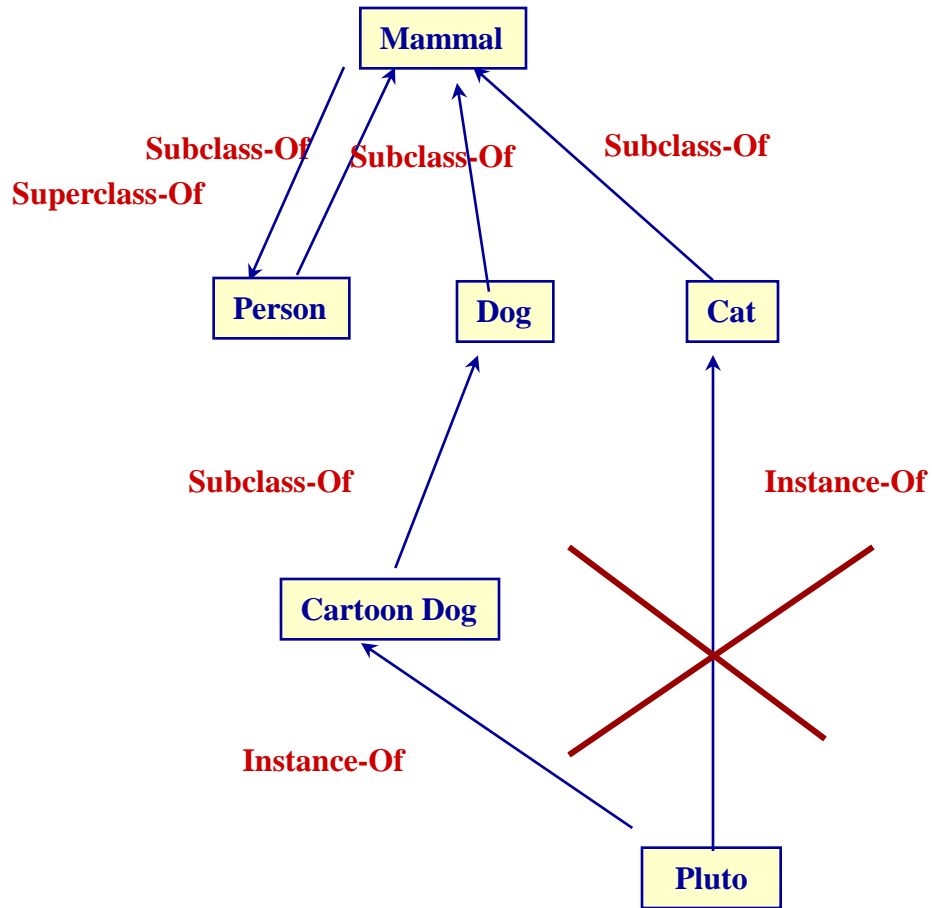 Mammal
Subclass-Of
Subclass-Of
Subclass-Of
Superclass-Of
Person
Dog
Cat
Subclass-Of
Instance-Of
Cartoon Dog
Instance-Of
Pluto